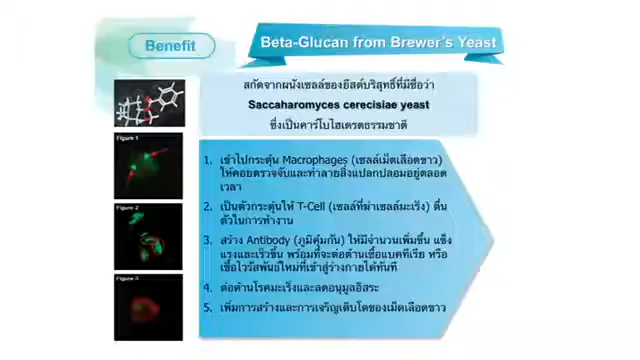 Benefit
Beta-Glucan from Brewer's Yeast
สกัดจากผนังเซลล์ของยีสต์บริสุทธิ์ที่มีชื่อว่า
Saccaharomyces cerecisiae yeast
ซึ่งเป็นคาร์โบไฮเดรตธรรมชาติ
Figure 1
1. เข้าไปกระตุ้น Macrophages (เซลล์เม็ดเลือดขาว)
ให้คอยตรวจจับและทำลายสิ่งแปลกปลอมอยู่ตลอด
เวลา
Figure 2
2. เป็นตัวกระตุ้นให้ T-Cell (เซลล์ที่ฆ่าเซลล์มะเร็ง) ตื่น
ตัวในการทำงาน
3. สร้าง Antibody (ภูมิคุ้มกัน) ให้มีจำนวนเพิ่มขึ้น แข็ง
แรงและเร็วขึ้น พร้อมที่จะต่อต้านเชื้อแบคทีเรีย หรือ
เชื้อไวรัสพันธ์ใหม่ที่เข้าสู่ร่างกายได้ทันที
Figure 3
4. ต่อต้านโรคมะเร็งและลดอนุมูลอิสระ
5. เพิ่มการสร้างและการเจริญเติบโตของเม็ดเลือดขาว